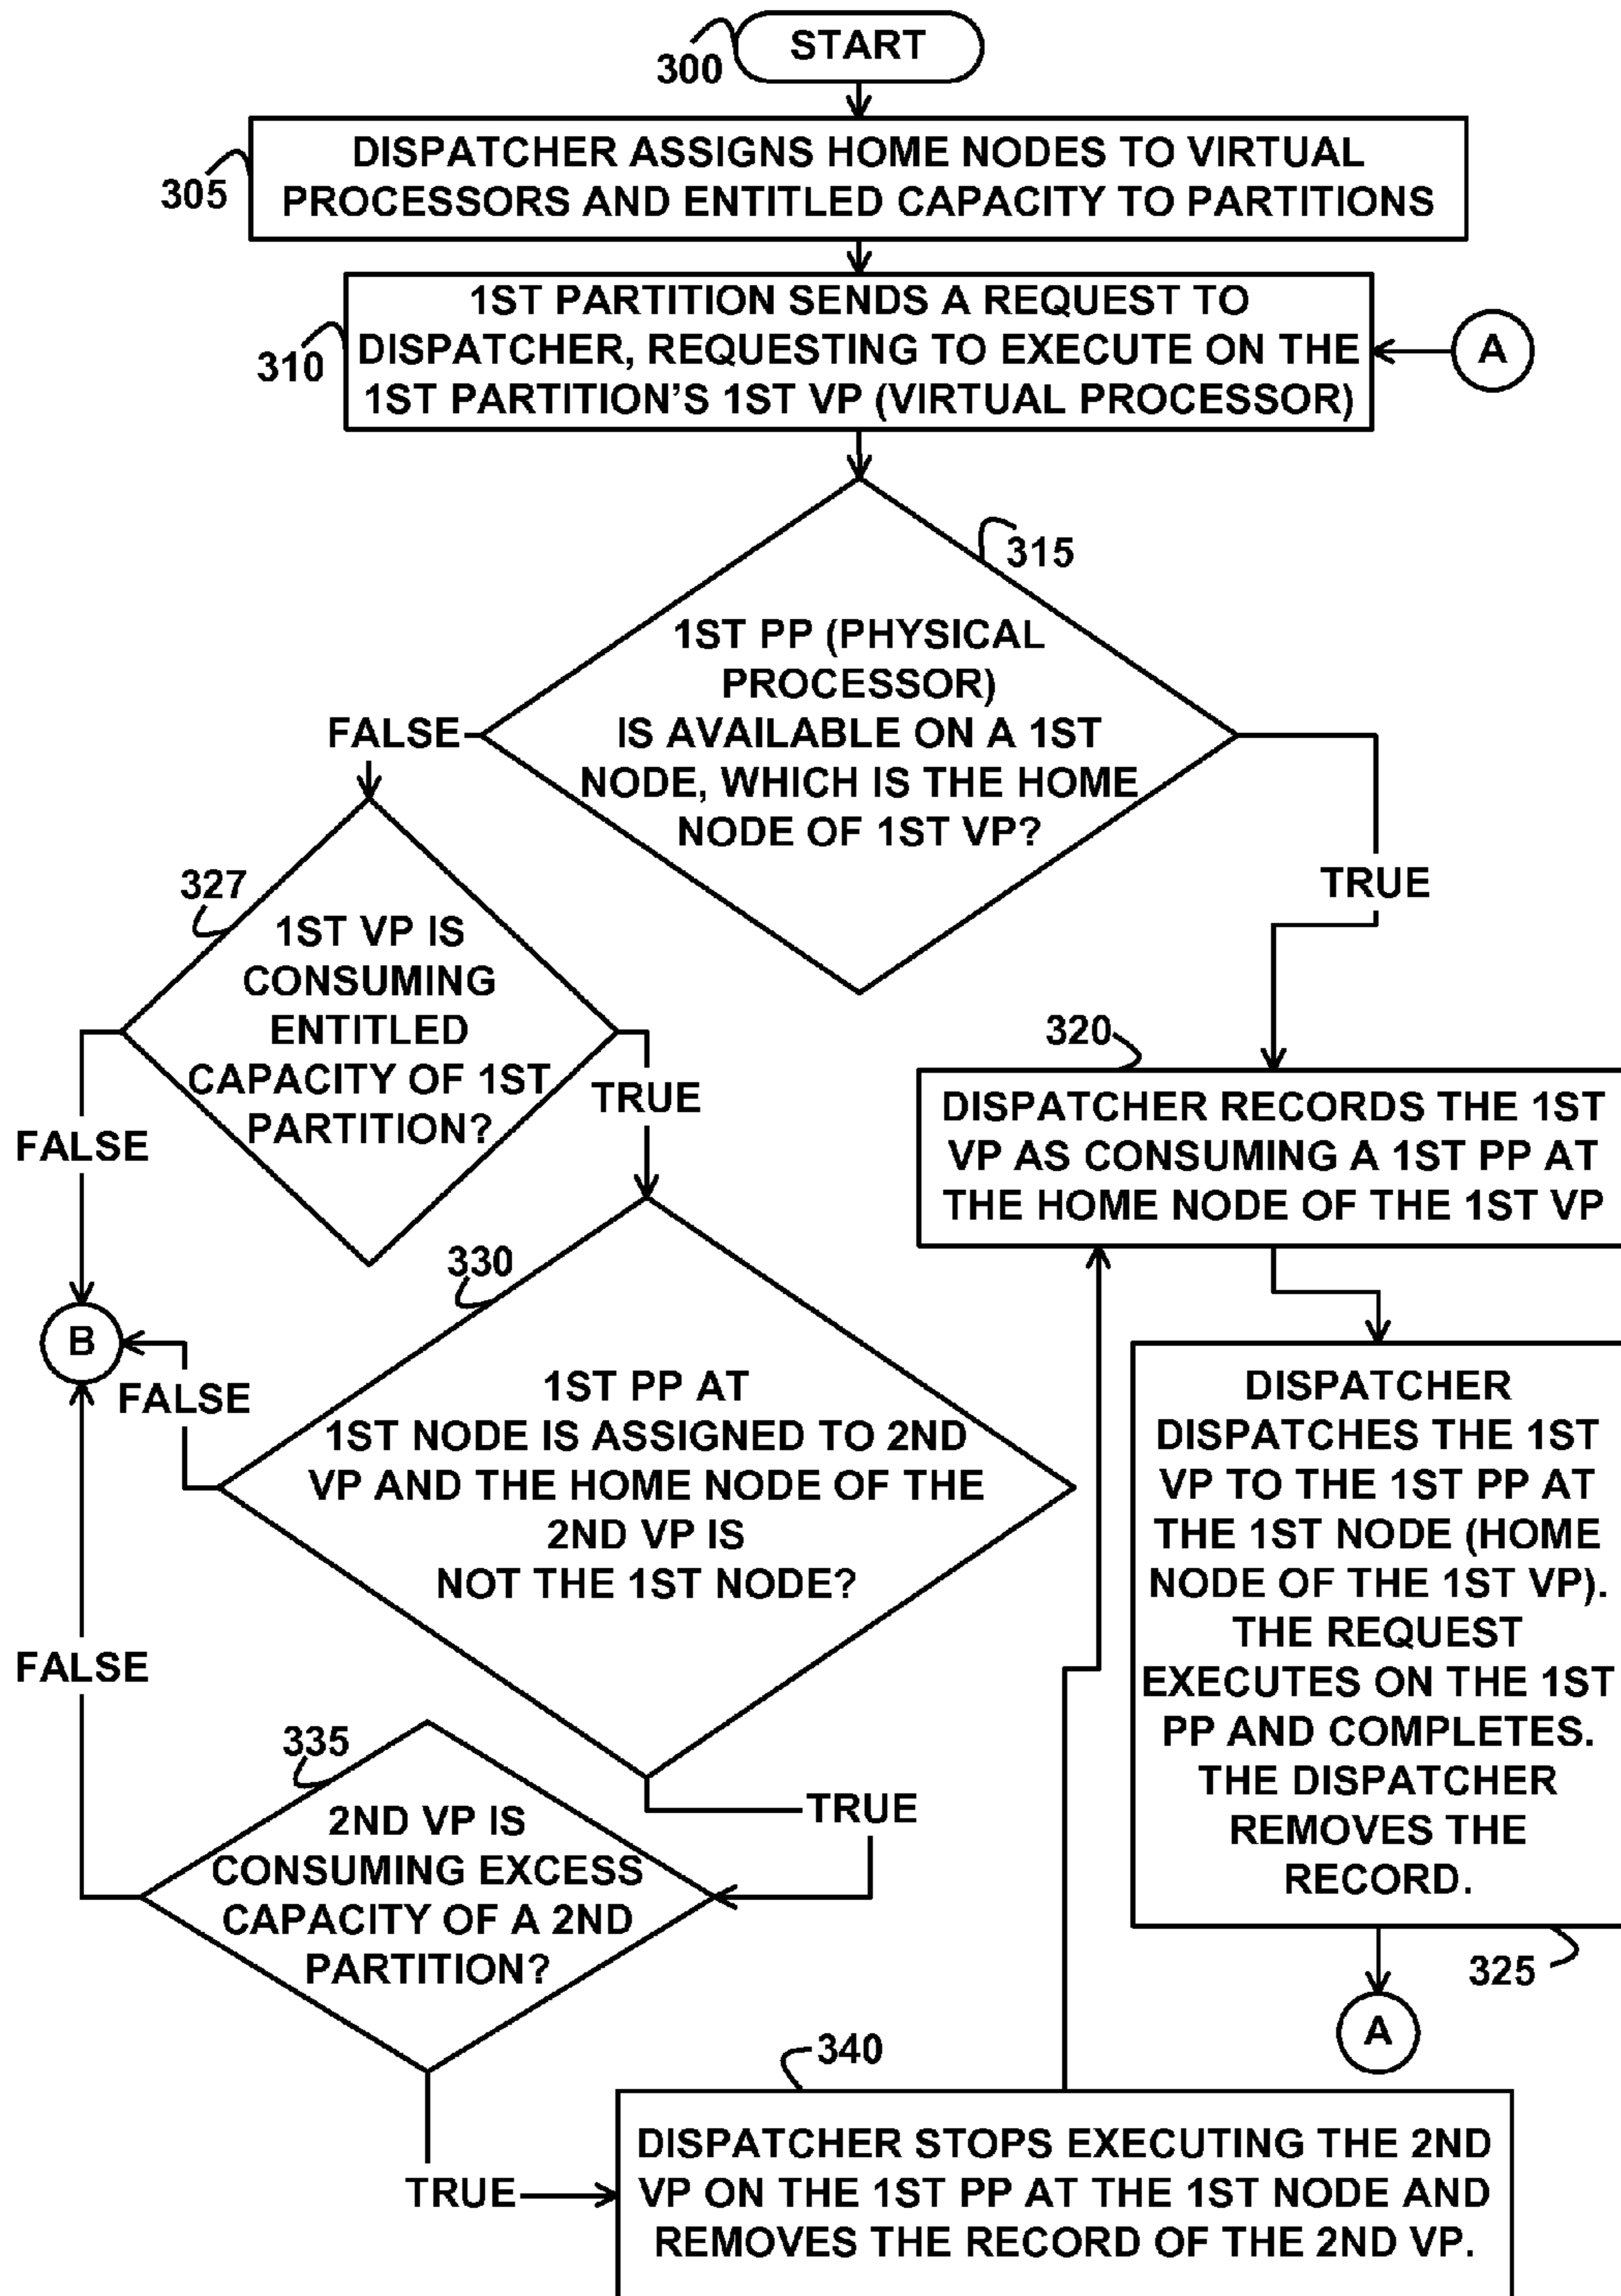 START
300
DISPATCHER ASSIGNS HOME NODES TO VIRTUAL
PROCESSORS AND ENTITLED CAPACITY TO PARTITIONS
305
1ST PARTITION SENDS A REQUEST TO
DISPATCHER, REQUESTING TO EXECUTE ON THE
1ST PARTITION'S 1ST VP (VIRTUAL PROCESSOR)
310
A
315
1ST PP (PHYSICAL
PROCESSOR)
IS AVAILABLE ON A 1ST
NODE, WHICH IS THE HOME
NODE OF 1ST VP?
FALSE
TRUE
327
1ST VP IS
CONSUMING
ENTITLED
CAPACITY OF 1ST
PARTITION?
FALSE
TRUE
320
DISPATCHER RECORDS THE 1ST
VP AS CONSUMING A 1ST PP AT
THE HOME NODE OF THE 1ST VP
330
1ST PP AT
1ST NODE IS ASSIGNED TO 2ND
VP AND THE HOME NODE OF THE
2ND VP IS
NOT THE 1ST NODE?
B
FALSE
TRUE
DISPATCHER
DISPATCHES THE 1ST
VP TO THE 1ST PP AT
THE 1ST NODE (HOME
NODE OF THE 1ST VP).
THE REQUEST
EXECUTES ON THE 1ST
PP AND COMPLETES.
THE DISPATCHER
REMOVES THE
RECORD.
325
A
FALSE
335
2ND VP IS
CONSUMING EXCESS
CAPACITY OF A 2ND
PARTITION?
TRUE
340
DISPATCHER STOPS EXECUTING THE 2ND
VP ON THE 1ST PP AT THE 1ST NODE AND
REMOVES THE RECORD OF THE 2ND VP.